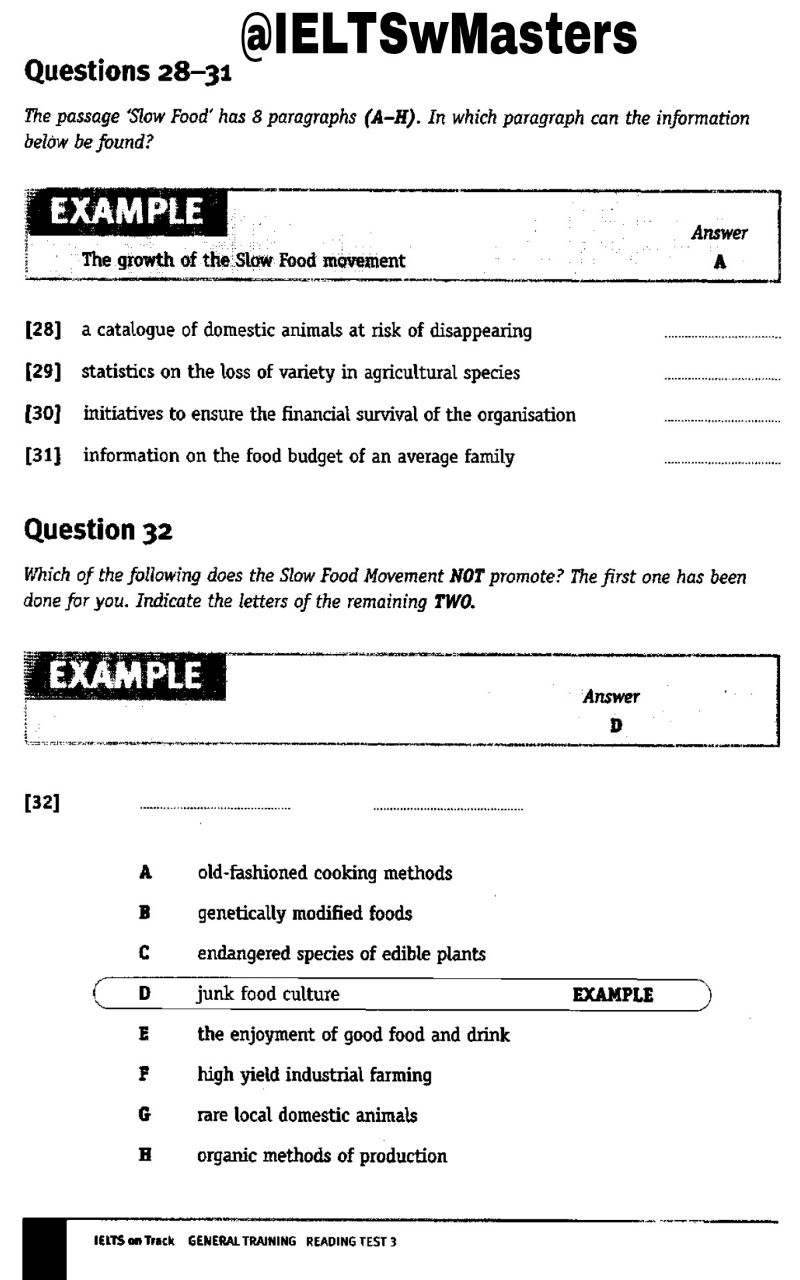 @IELTSwMasters
Questions 28–31
The passage 'Slow Food' has 8 paragraphs (A–H). In which paragraph can the information
below be found?
EXAMPLE
Answer
The growth of the Slow Food movement A
[28] a catalogue of domestic animals at risk of disappearing ........................
[29] statistics on the loss of variety in agricultural species ........................
[30] initiatives to ensure the financial survival of the organisation ........................
[31] information on the food budget of an average family ........................
Question 32
Which of the following does the Slow Food Movement NOT promote? The first one has been
done for you. Indicate the letters of the remaining TWO.
EXAMPLE
Answer
D
[32] ........................ ........................
A old-fashioned cooking methods
B genetically modified foods
C endangered species of edible plants
D junk food culture EXAMPLE
E the enjoyment of good food and drink
F high yield industrial farming
G rare local domestic animals
H organic methods of production
IELTS on Track GENERAL TRAINING READING TEST 3